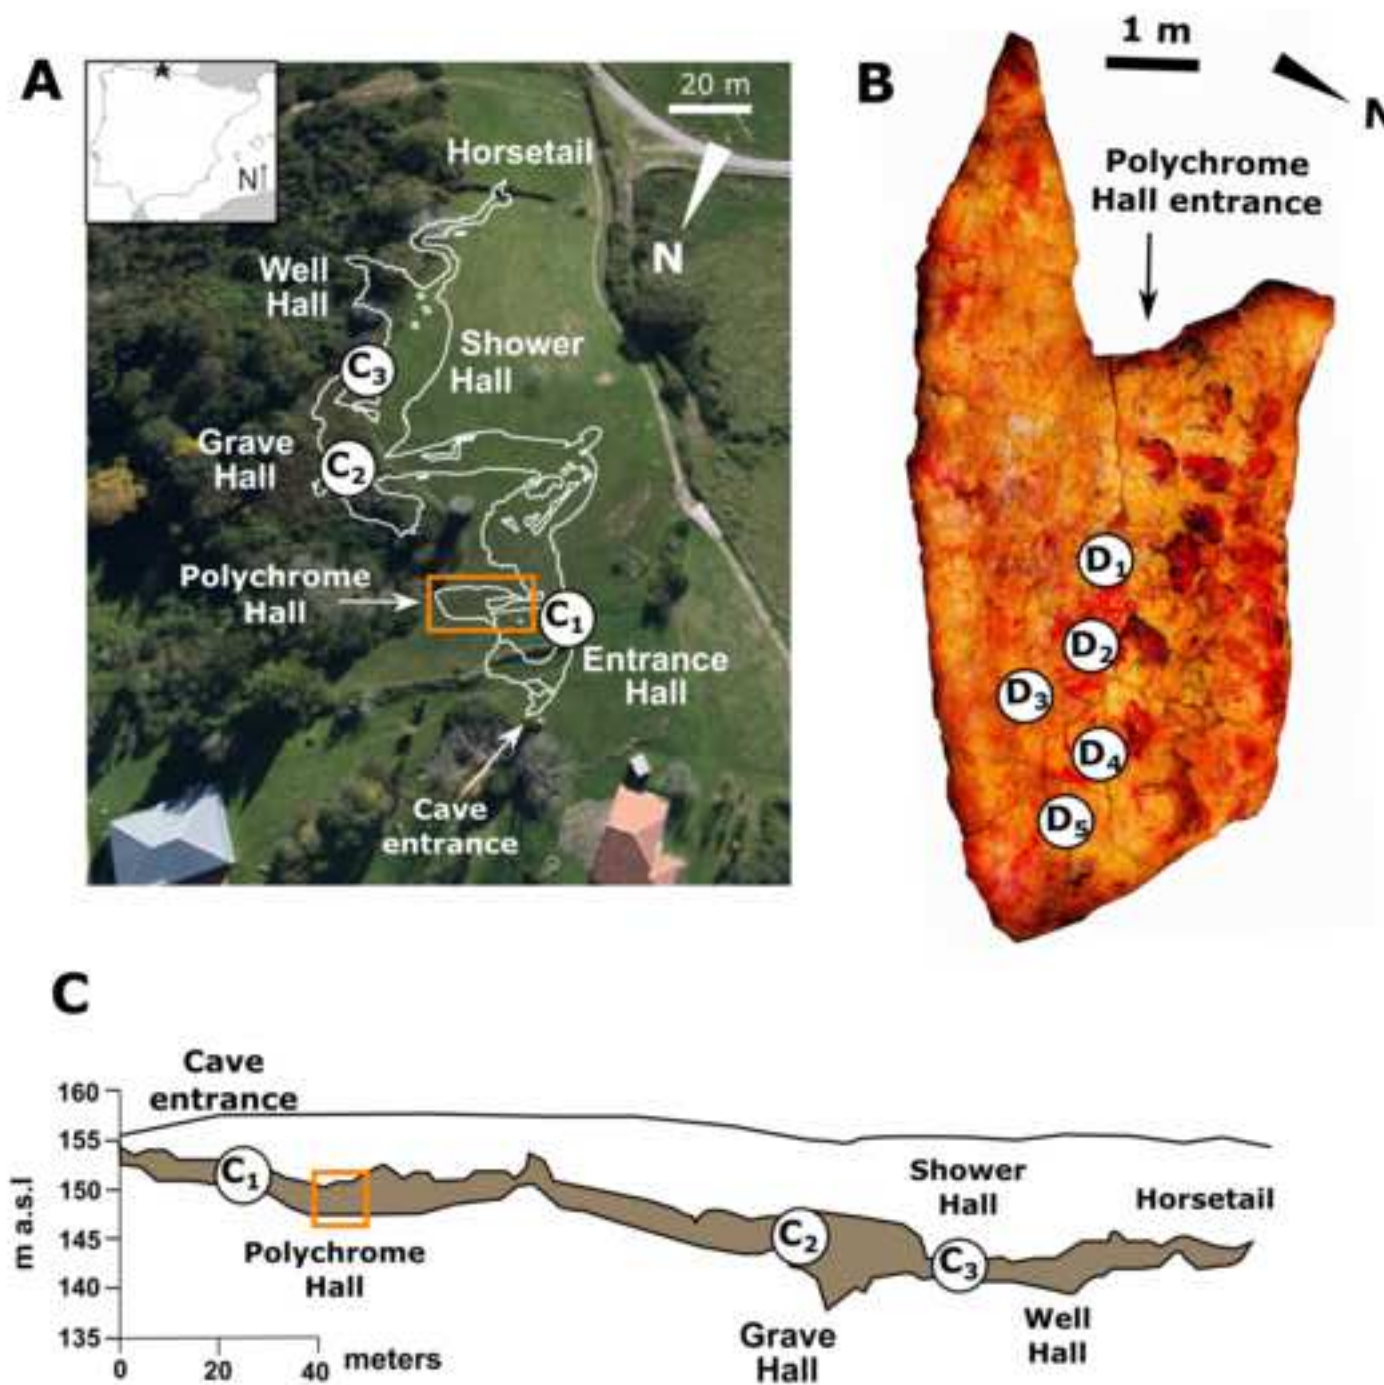 A
N
20 m
Horsetail
N
Well
Hall
C3
Shower
Hall
Grave
Hall
C2
Polychrome
Hall
C1
Entrance
Hall
Cave
entrance
B
1 m
N
Polychrome
Hall entrance
D1
D2
D3
D4
D5
C
Cave
entrance
160
155
150
145
140
135
m a.s.l
C1
Polychrome
Hall
C2
Grave
Hall
Shower
Hall
C3
Well
Hall
Horsetail
0
20
40
meters